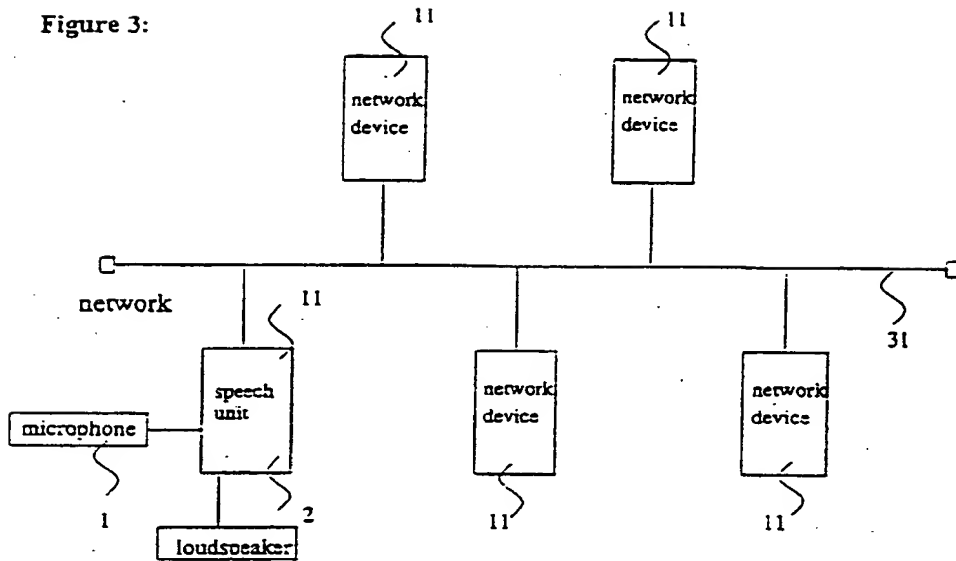 Figure 3:
11
11
network
device
network
device
network
31
11
speech
unit
network
device
network
device
microphone
1
2
11
11
loudspeaker